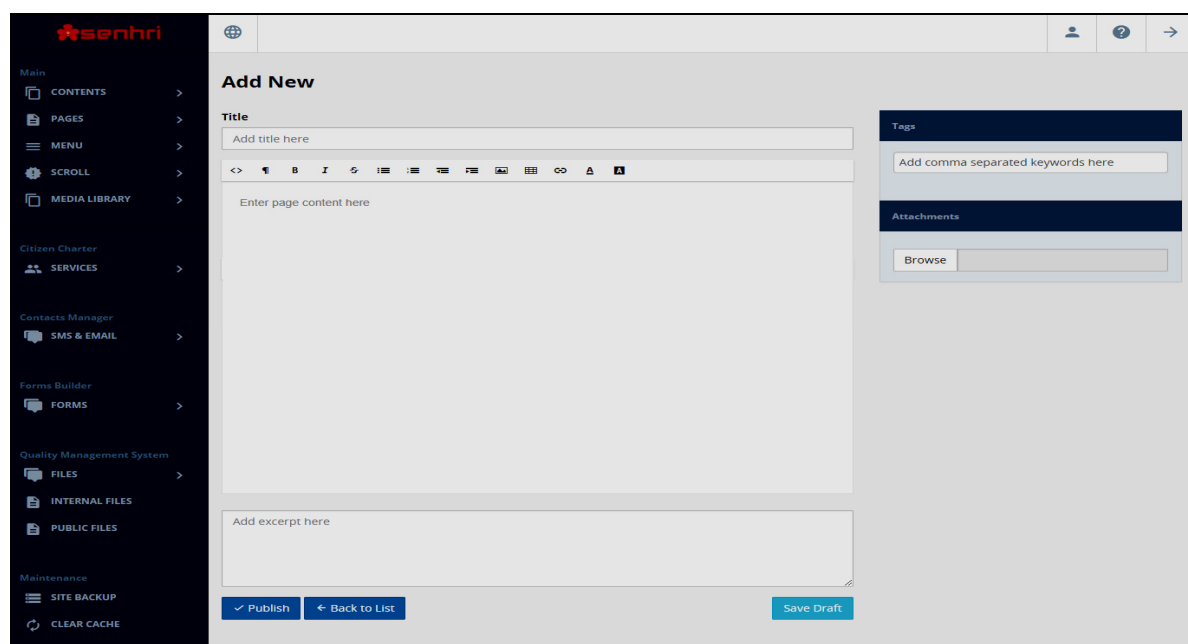 senhri
Main
CONTENTS
PAGES
MENU
SCROLL
MEDIA LIBRARY
Citizen Charter
SERVICES
Contacts Manager
SMS & EMAIL
Forms Builder
FORMS
Quality Management System
FILES
INTERNAL FILES
PUBLIC FILES
Maintenance
SITE BACKUP
CLEAR CACHE
Add New
Title
Add title here
<> ¶ B I S A A
Enter page content here
Add excerpt here
Publish
Back to List
Save Draft
Tags
Add comma separated keywords here
Attachments
Browse